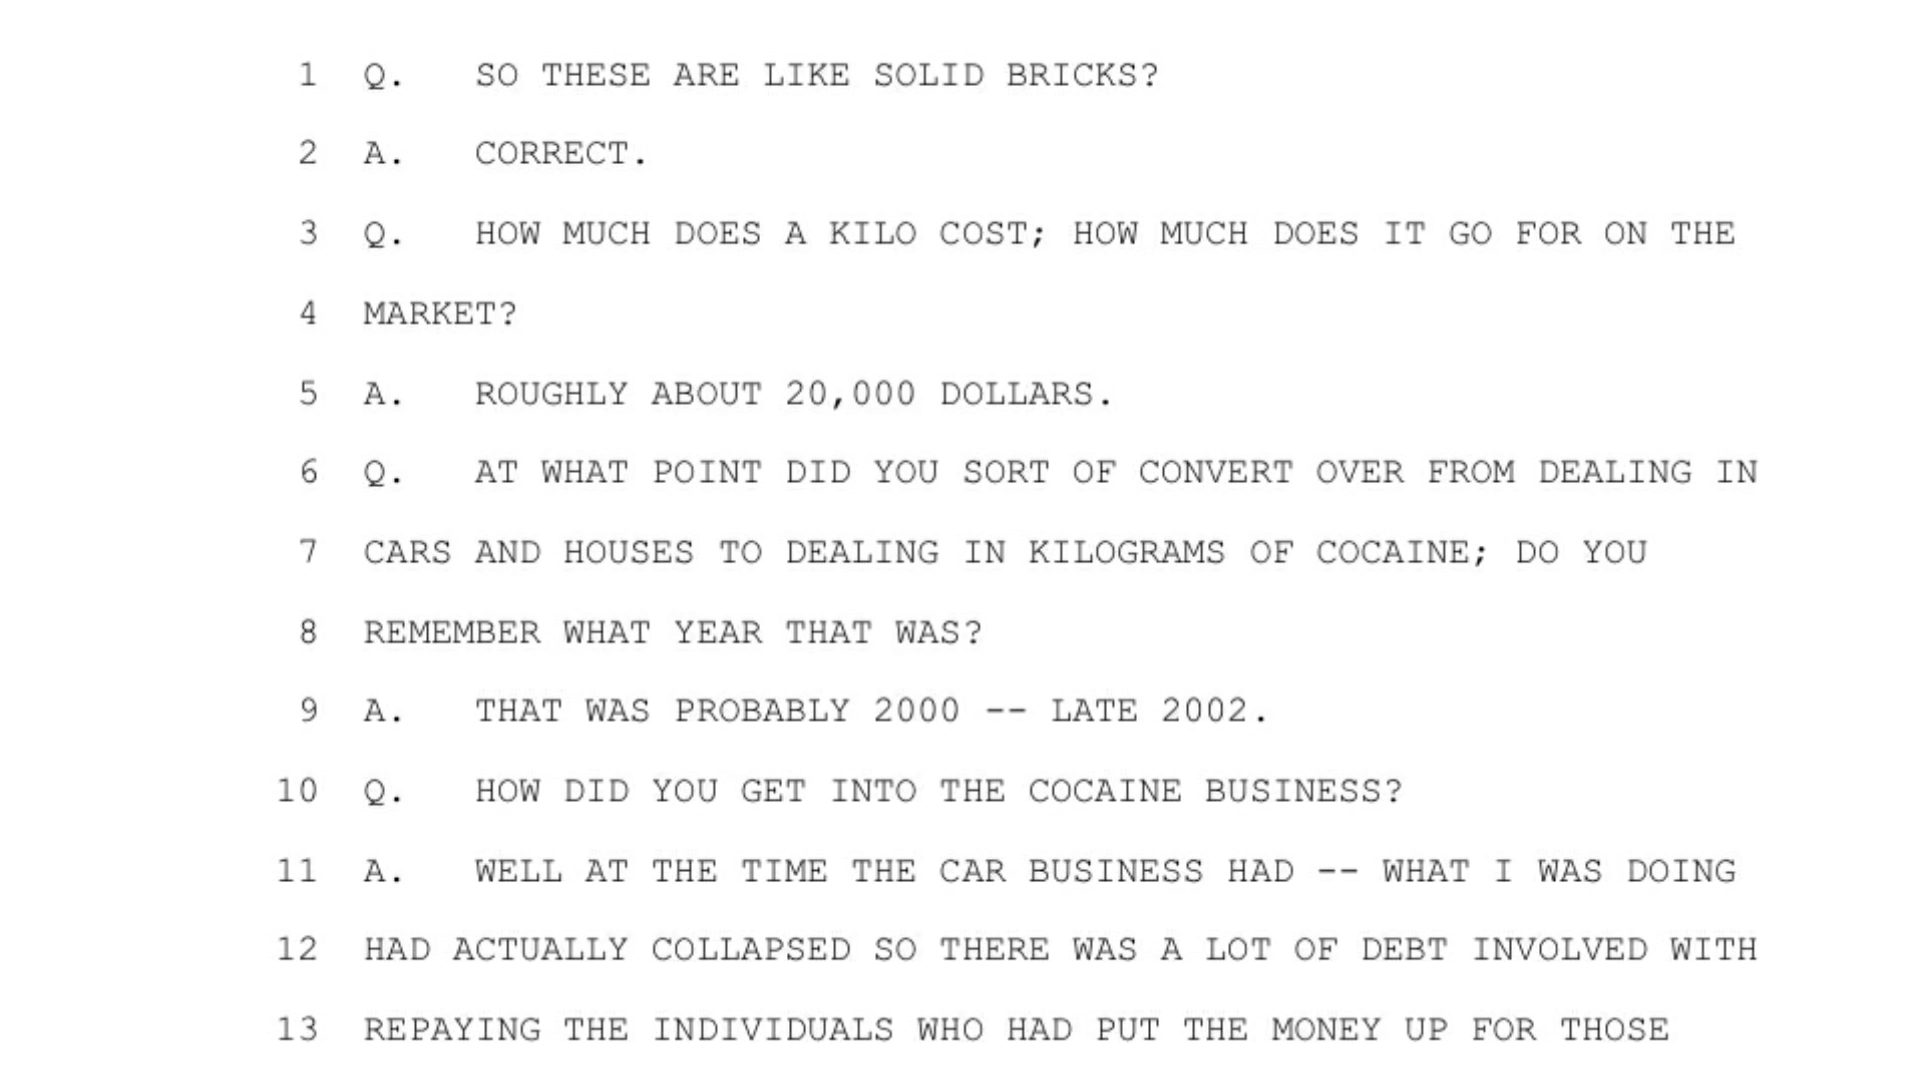 1 Q. SO THESE ARE LIKE SOLID BRICKS?
2 A. CORRECT.
3 Q. HOW MUCH DOES A KILO COST; HOW MUCH DOES IT GO FOR ON THE
4 MARKET?
5 A. ROUGHLY ABOUT 20,000 DOLLARS.
6 Q. AT WHAT POINT DID YOU SORT OF CONVERT OVER FROM DEALING IN
7 CARS AND HOUSES TO DEALING IN KILOGRAMS OF COCAINE; DO YOU
8 REMEMBER WHAT YEAR THAT WAS?
9 A. THAT WAS PROBABLY 2000 -- LATE 2002.
10 Q. HOW DID YOU GET INTO THE COCAINE BUSINESS?
11 A. WELL AT THE TIME THE CAR BUSINESS HAD -- WHAT I WAS DOING
12 HAD ACTUALLY COLLAPSED SO THERE WAS A LOT OF DEBT INVOLVED WITH
13 REPAYING THE INDIVIDUALS WHO HAD PUT THE MONEY UP FOR THOSE